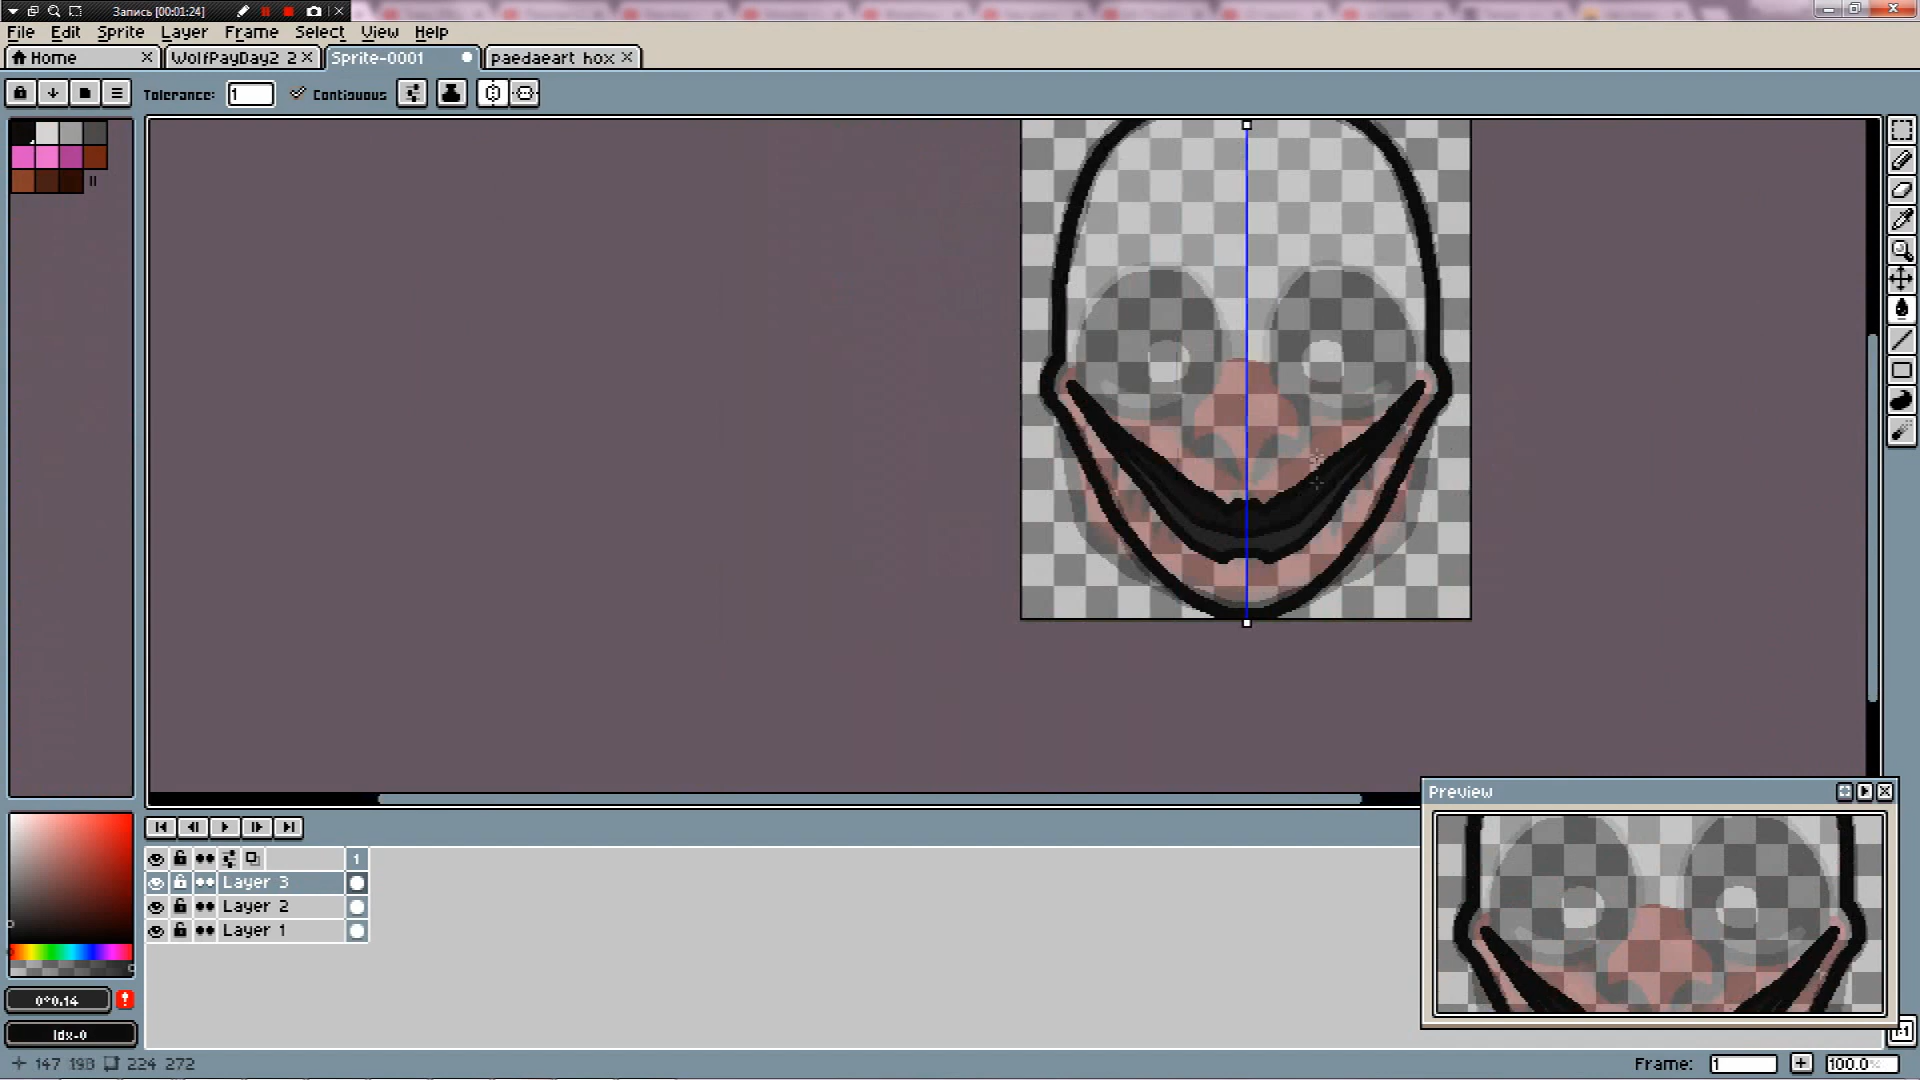 Запись [00:01:24]
File Edit Sprite Layer Frame Select View Help
Home WolfPayDay2 2 Sprite-0001 paedaeart hox
Tolerance: 1 Contiguous
Preview
1
Layer 3
Layer 2
Layer 1
0*0.14
Idx-0
147 198 224 272
Frame: 1 100.0